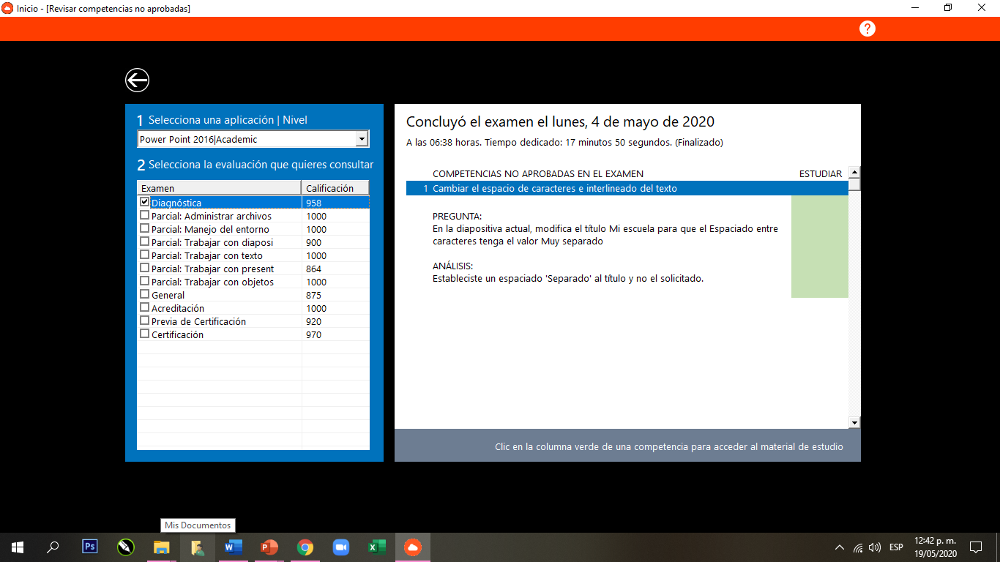 Inicio - [Revisar competencias no aprobadas]
?
1 Selecciona una aplicación | Nivel
Power Point 2016|Academic
2 Selecciona la evaluación que quieres consultar
Examen Calificación
Diagnóstica 958
Parcial: Administrar archivos 1000
Parcial: Manejo del entorno 1000
Parcial: Trabajar con diaposi 900
Parcial: Trabajar con texto 1000
Parcial: Trabajar con present 864
Parcial: Trabajar con objetos 1000
General 875
Acreditación 1000
Previa de Certificación 920
Certificación 970
Concluyó el examen el lunes, 4 de mayo de 2020
A las 06:38 horas. Tiempo dedicado: 17 minutos 50 segundos. (Finalizado)
COMPETENCIAS NO APROBADAS EN EL EXAMEN ESTUDIAR
1 Cambiar el espacio de caracteres e interlineado del texto
PREGUNTA:
En la diapositiva actual, modifica el título Mi escuela para que el Espaciado entre
caracteres tenga el valor Muy separado
ANÁLISIS:
Estableciste un espaciado 'Separado' al título y no el solicitado.
Clic en la columna verde de una competencia para acceder al material de estudio
Mis Documentos
Ps
W
P
X
ESP
12:42 p. m.
19/05/2020